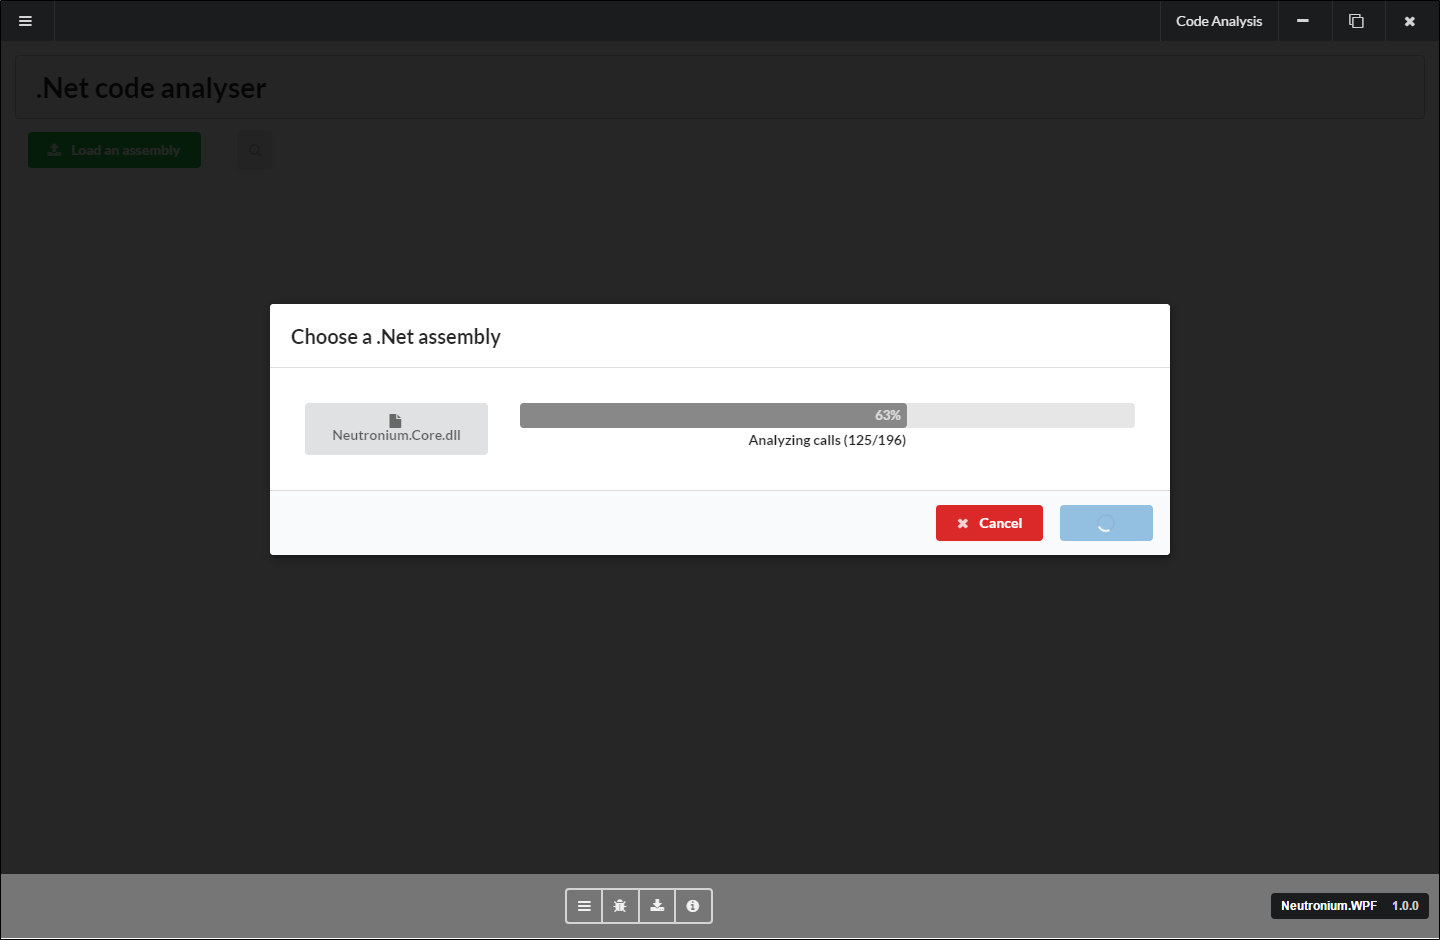 Code Analysis
.Net code analyser
Load an assembly
Choose a .Net assembly
Neutronium.Core.dll
63%
Analyzing calls (125/196)
Cancel
Neutronium.WPF 1.0.0